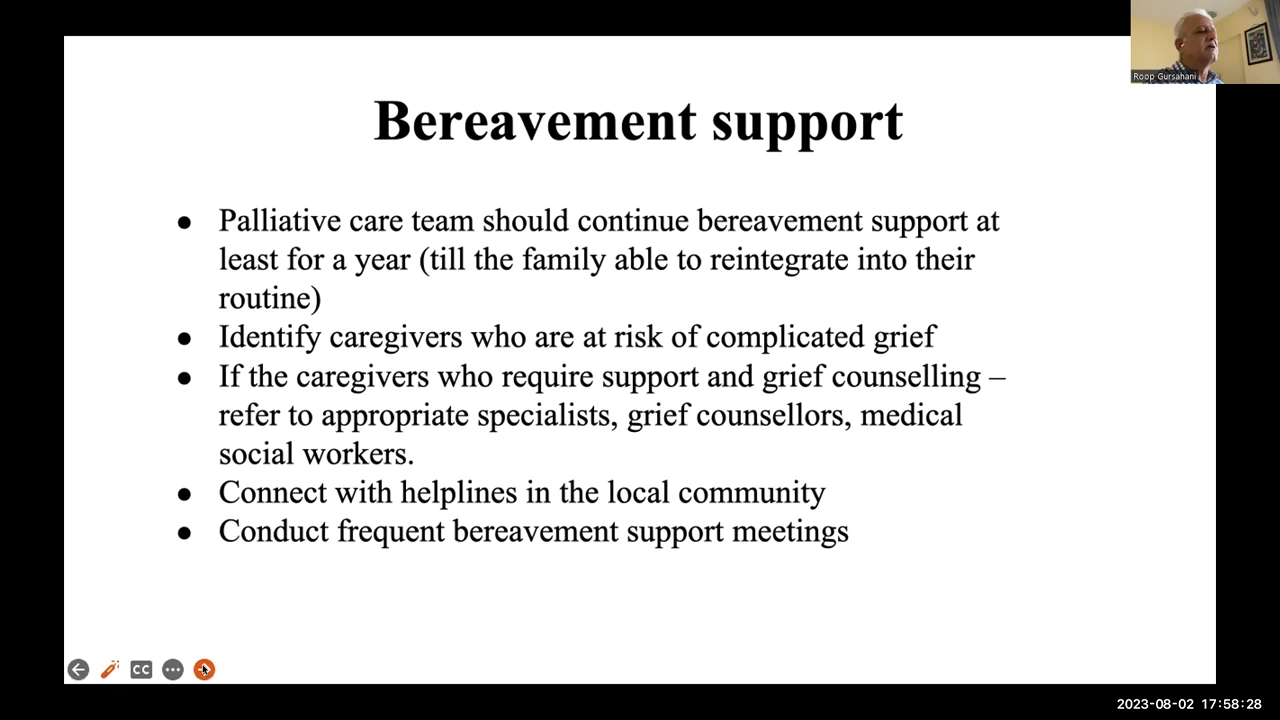 Roop Gursahani
Bereavement support
● Palliative care team should continue bereavement support at
least for a year (till the family able to reintegrate into their
routine)
● Identify caregivers who are at risk of complicated grief
● If the caregivers who require support and grief counselling –
refer to appropriate specialists, grief counsellors, medical
social workers.
● Connect with helplines in the local community
● Conduct frequent bereavement support meetings
CC
2023-08-02 17:58:28